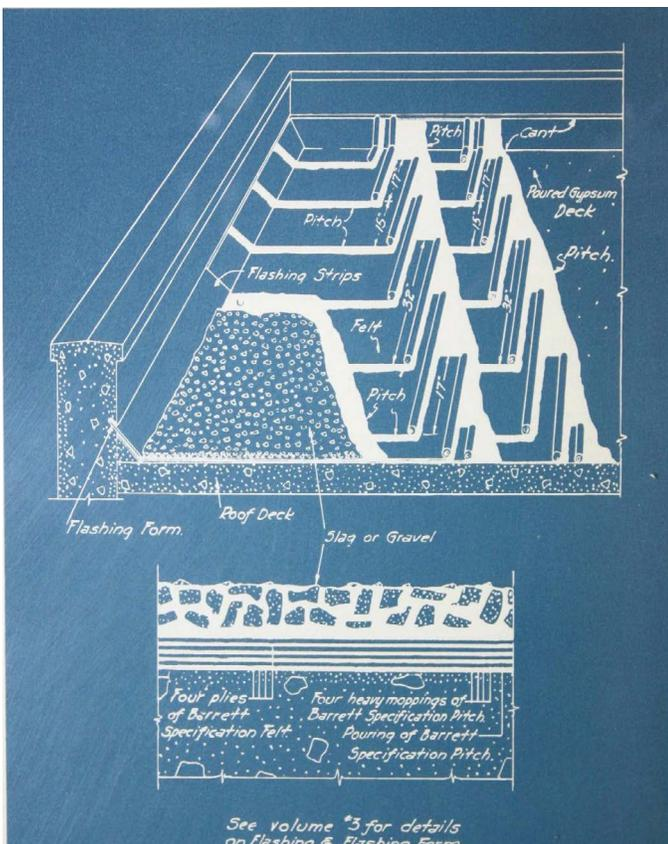 Pitch
Cant
17"
17"
Poured Gypsum
Deck
15"
15"
Pitch
Pitch.
Flashing Strips
32"
32"
Felt
Pitch
17"
Roof Deck
Flashing Form.
Slag or Gravel
Four plies
of Barrett
Specification Felt
Four heavy moppings of
Barrett Specification Pitch.
Pouring of Barrett
Specification Pitch.
See volume #3 for details
on Flashing & Flashing Form